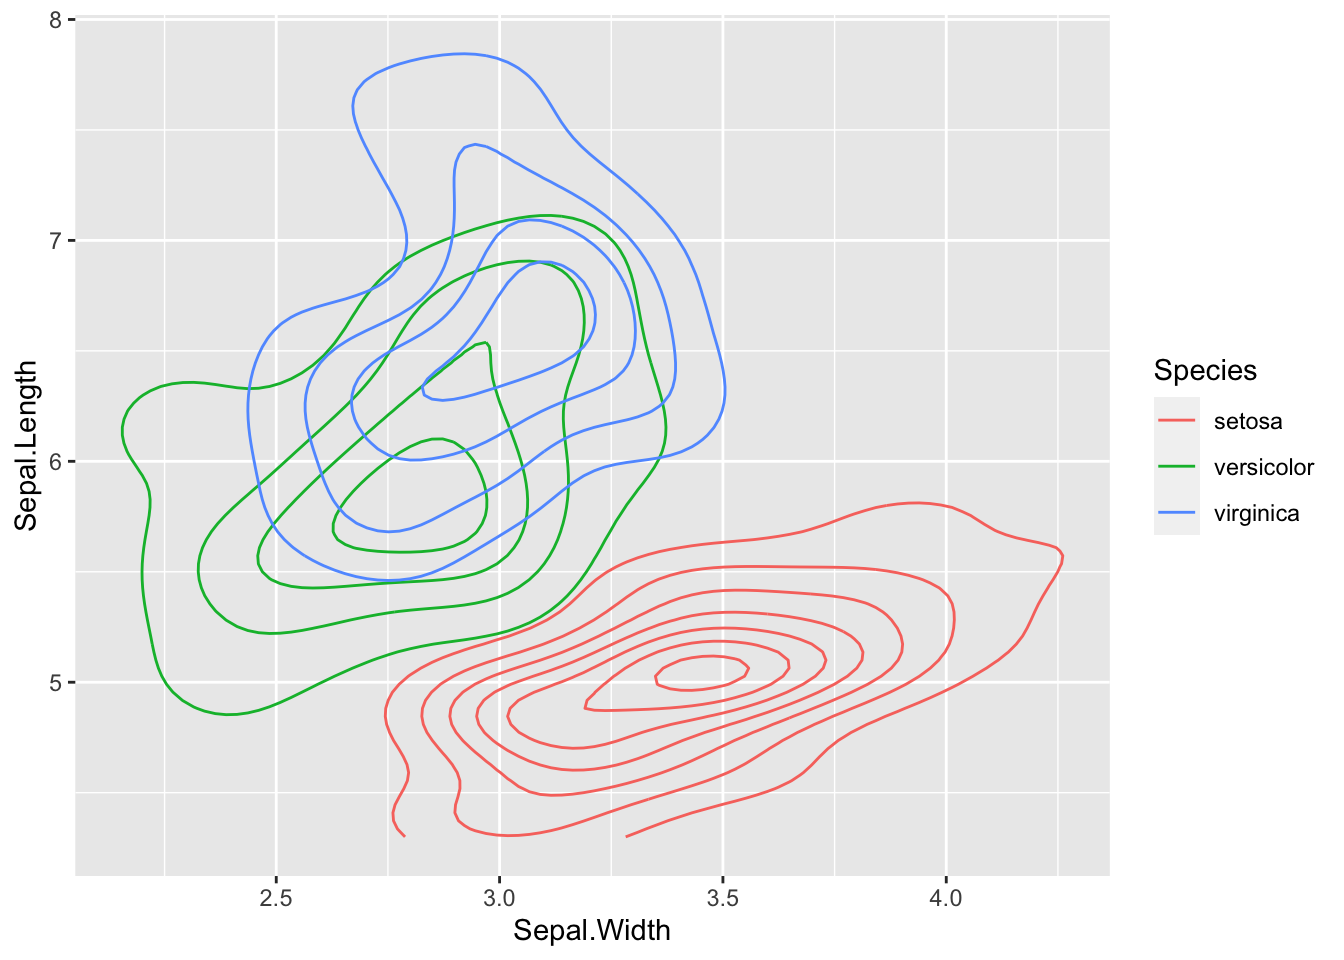 8
7
6
5
Sepal.Length
2.5
3.0
3.5
4.0
Sepal.Width
Species
setosa
versicolor
virginica